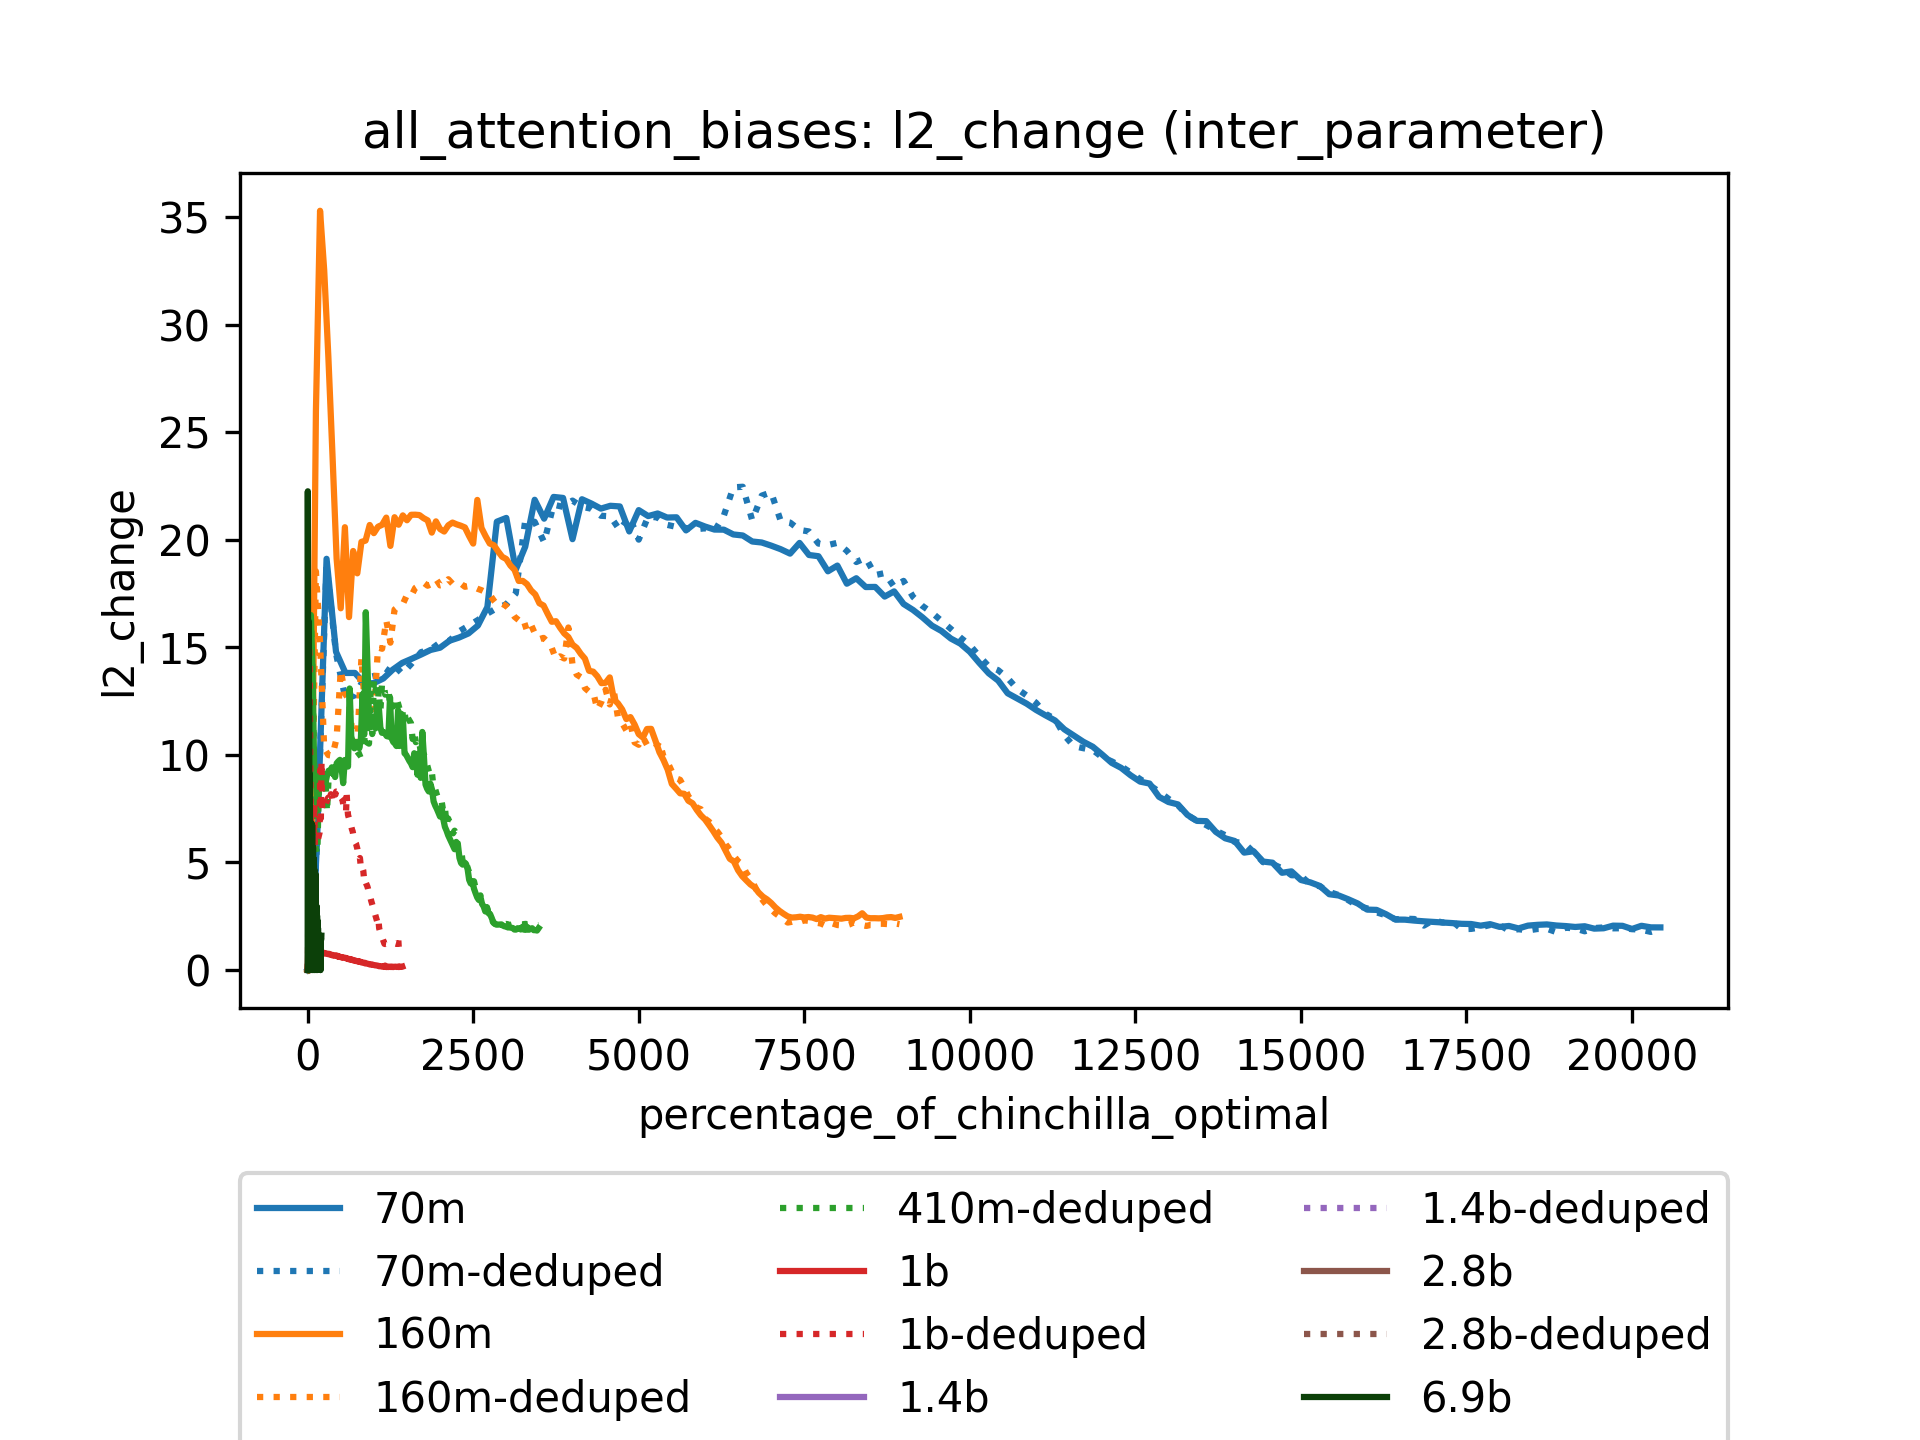 all_attention_biases: l2_change (inter_parameter)
35
30
25
20
15
10
5
0
l2_change
0 2500 5000 7500 10000 12500 15000 17500 20000
percentage_of_chinchilla_optimal
70m
70m-deduped
160m
160m-deduped
410m-deduped
1b
1b-deduped
1.4b
1.4b-deduped
2.8b
2.8b-deduped
6.9b